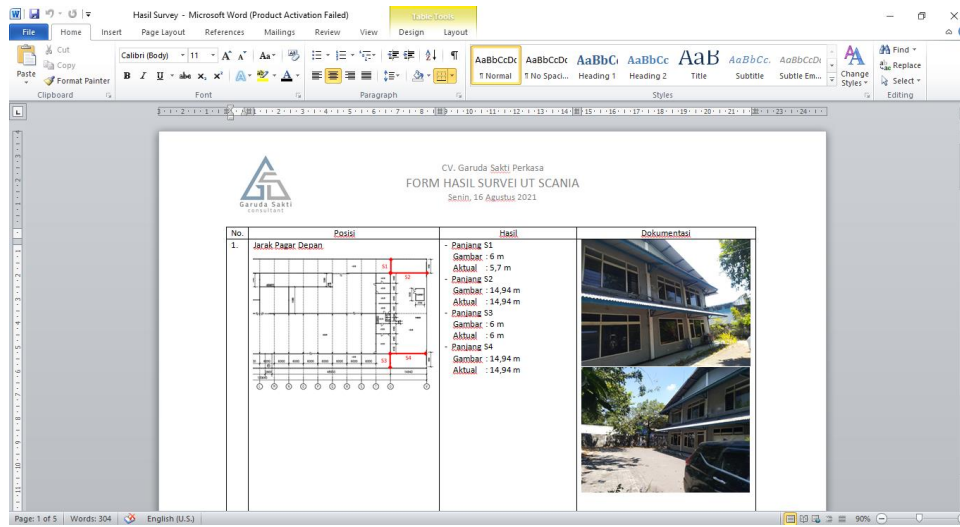 Hasil Survey - Microsoft Word (Product Activation Failed)
Table Tools
File Home Insert Page Layout References Mailings Review View Design Layout
Paste
Cut
Copy
Format Painter
Clipboard
Calibri (Body) 11
Font
Paragraph
AaBbCcDc AaBbCcDc AaBbC AaBbCc AaB AaBbCc. AaBbCcDc
¶ Normal ¶ No Spaci... Heading 1 Heading 2 Title Subtitle Subtle Em...
Change Styles
Styles
Find
Replace
Select
Editing
Garuda Sakti
consultant
CV. Garuda Sakti Perkasa
FORM HASIL SURVEI UT SCANIA
Senin, 16 Agustus 2021
No. Posisi Hasil Dokumentasi
1. Jarak Pagar Depan
S1
S2
S3
S4
- Panjang S1
Gambar : 6 m
Aktual : 5,7 m
- Panjang S2
Gambar : 14,94 m
Aktual : 14,94 m
- Panjang S3
Gambar : 6 m
Aktual : 6 m
- Panjang S4
Gambar : 14,94 m
Aktual : 14,94 m
Page: 1 of 5 Words: 304 English (U.S.) 90%